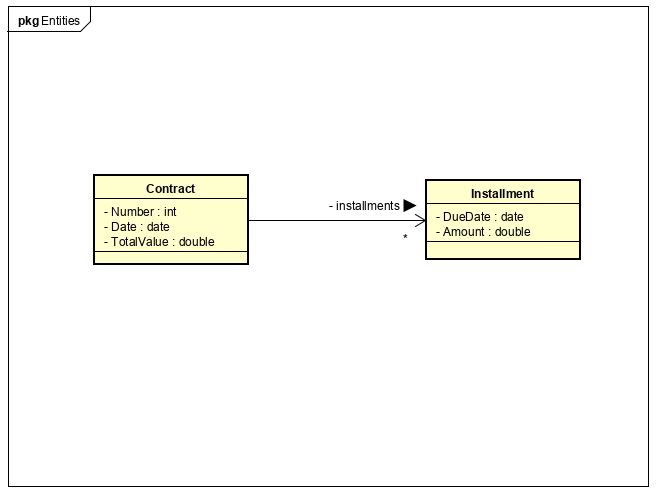 pkg Entities
Contract
- Number : int
- Date : date
- TotalValue : double
- installments
*
Installment
- DueDate : date
- Amount : double